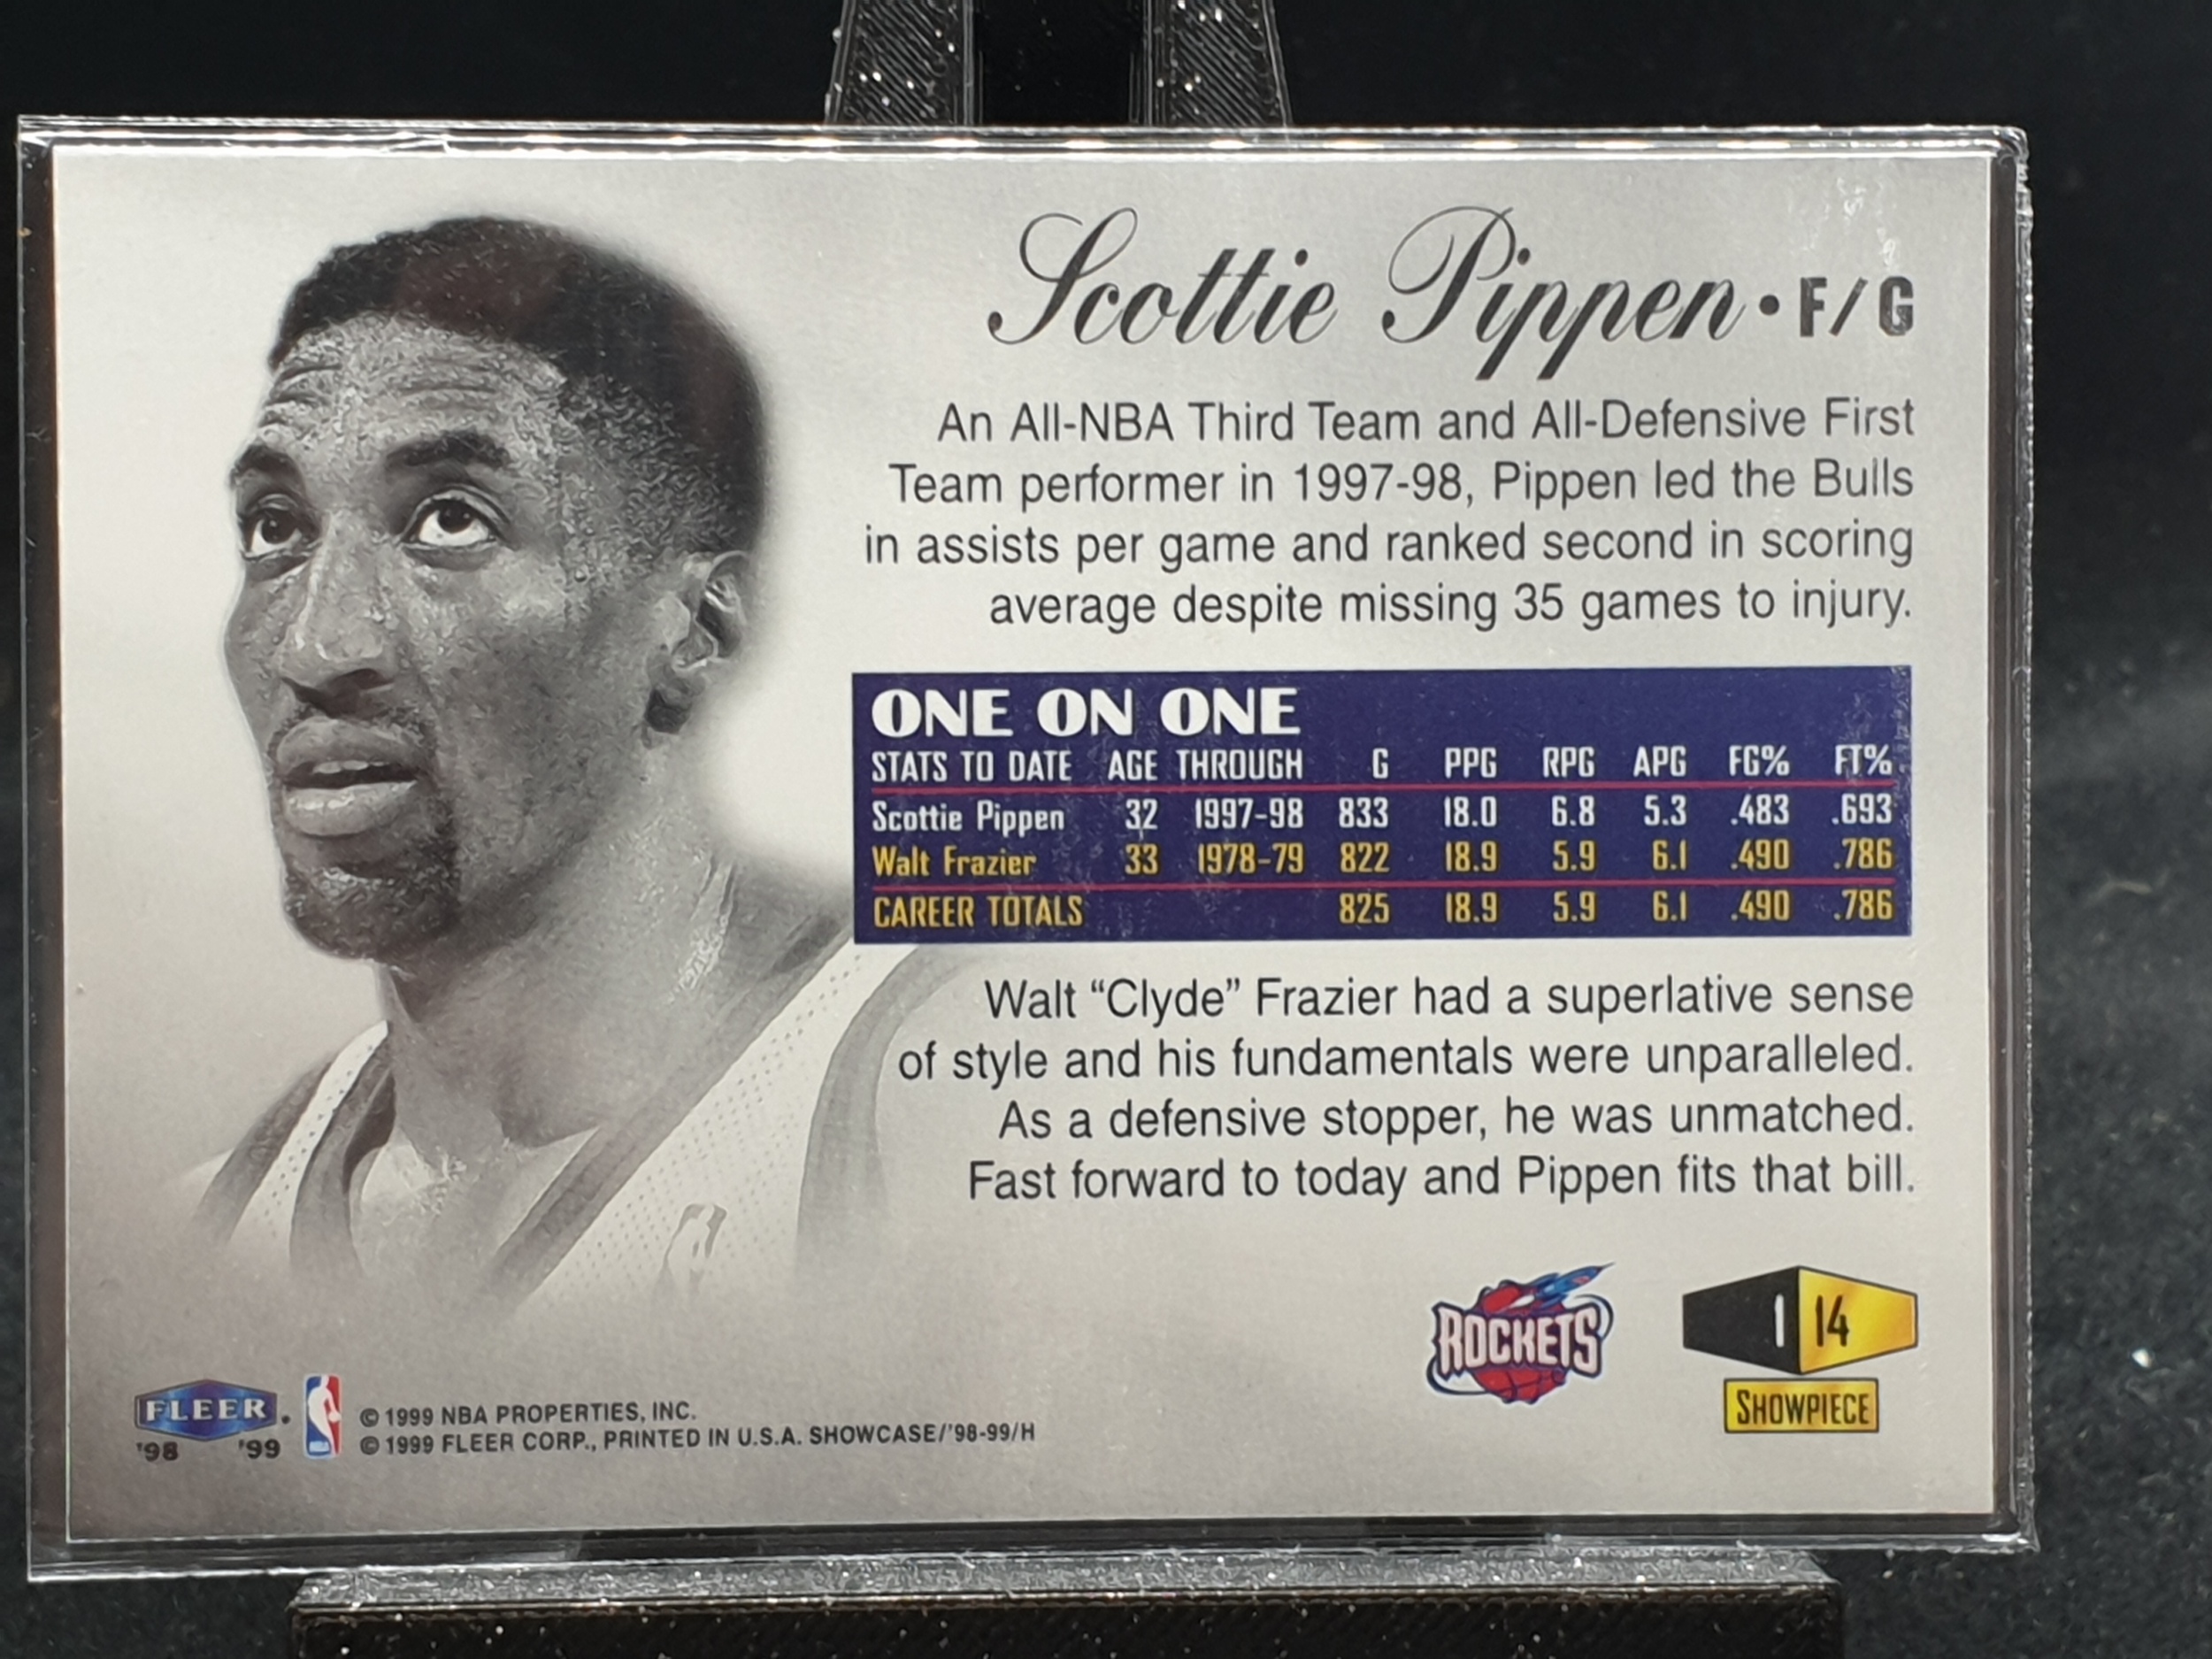 Scottie Pippen • F/G
An All-NBA Third Team and All-Defensive First
Team performer in 1997-98, Pippen led the Bulls
in assists per game and ranked second in scoring
average despite missing 35 games to injury.
ONE ON ONE
STATS TO DATE AGE THROUGH G PPG RPG APG FG% FT%
Scottie Pippen 32 1997-98 833 18.0 6.8 5.3 .483 .693
Walt Frazier 33 1978-79 822 18.9 5.9 6.1 .490 .786
CAREER TOTALS 825 18.9 5.9 6.1 .490 .786
Walt “Clyde” Frazier had a superlative sense
of style and his fundamentals were unparalleled.
As a defensive stopper, he was unmatched.
Fast forward to today and Pippen fits that bill.
ROCKETS
1 14
SHOWPIECE
FLEER.
'98 '99
© 1999 NBA PROPERTIES, INC.
© 1999 FLEER CORP., PRINTED IN U.S.A. SHOWCASE/'98-99/H